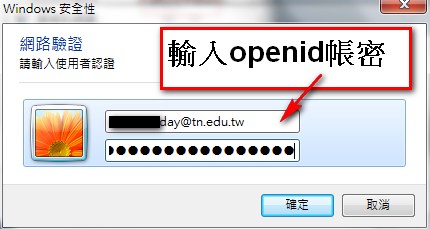 Windows 安全性
網路驗證
請輸入使用者認證
輸入openid帳密
day@tn.edu.tw
確定
取消